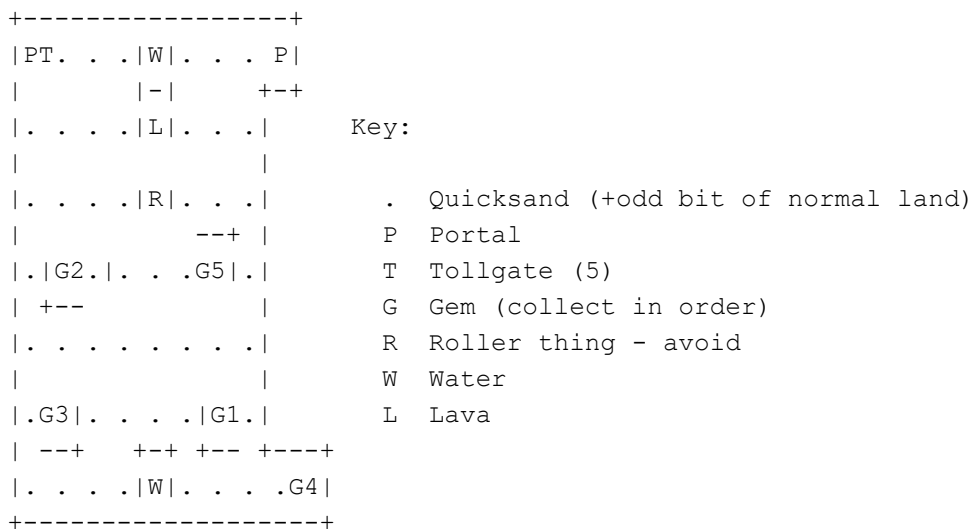 +-----------------+
|PT. . .|W|. . . P|
|       |-|     +-+
|. . . .|L|. . .|     Key:
|               |
|. . . .|R|. . .|       .  Quicksand (+odd bit of normal land)
|           --+ |       P  Portal
|.|G2.|. . .G5|.|       T  Tollgate (5)
| +--           |       G  Gem (collect in order)
|. . . . . . . .|       R  Roller thing - avoid
|               |       W  Water
|.G3|. . . .|G1.|       L  Lava
| --+   +-+ +-- +---+
|. . . .|W|. . . .G4|
+-------------------+